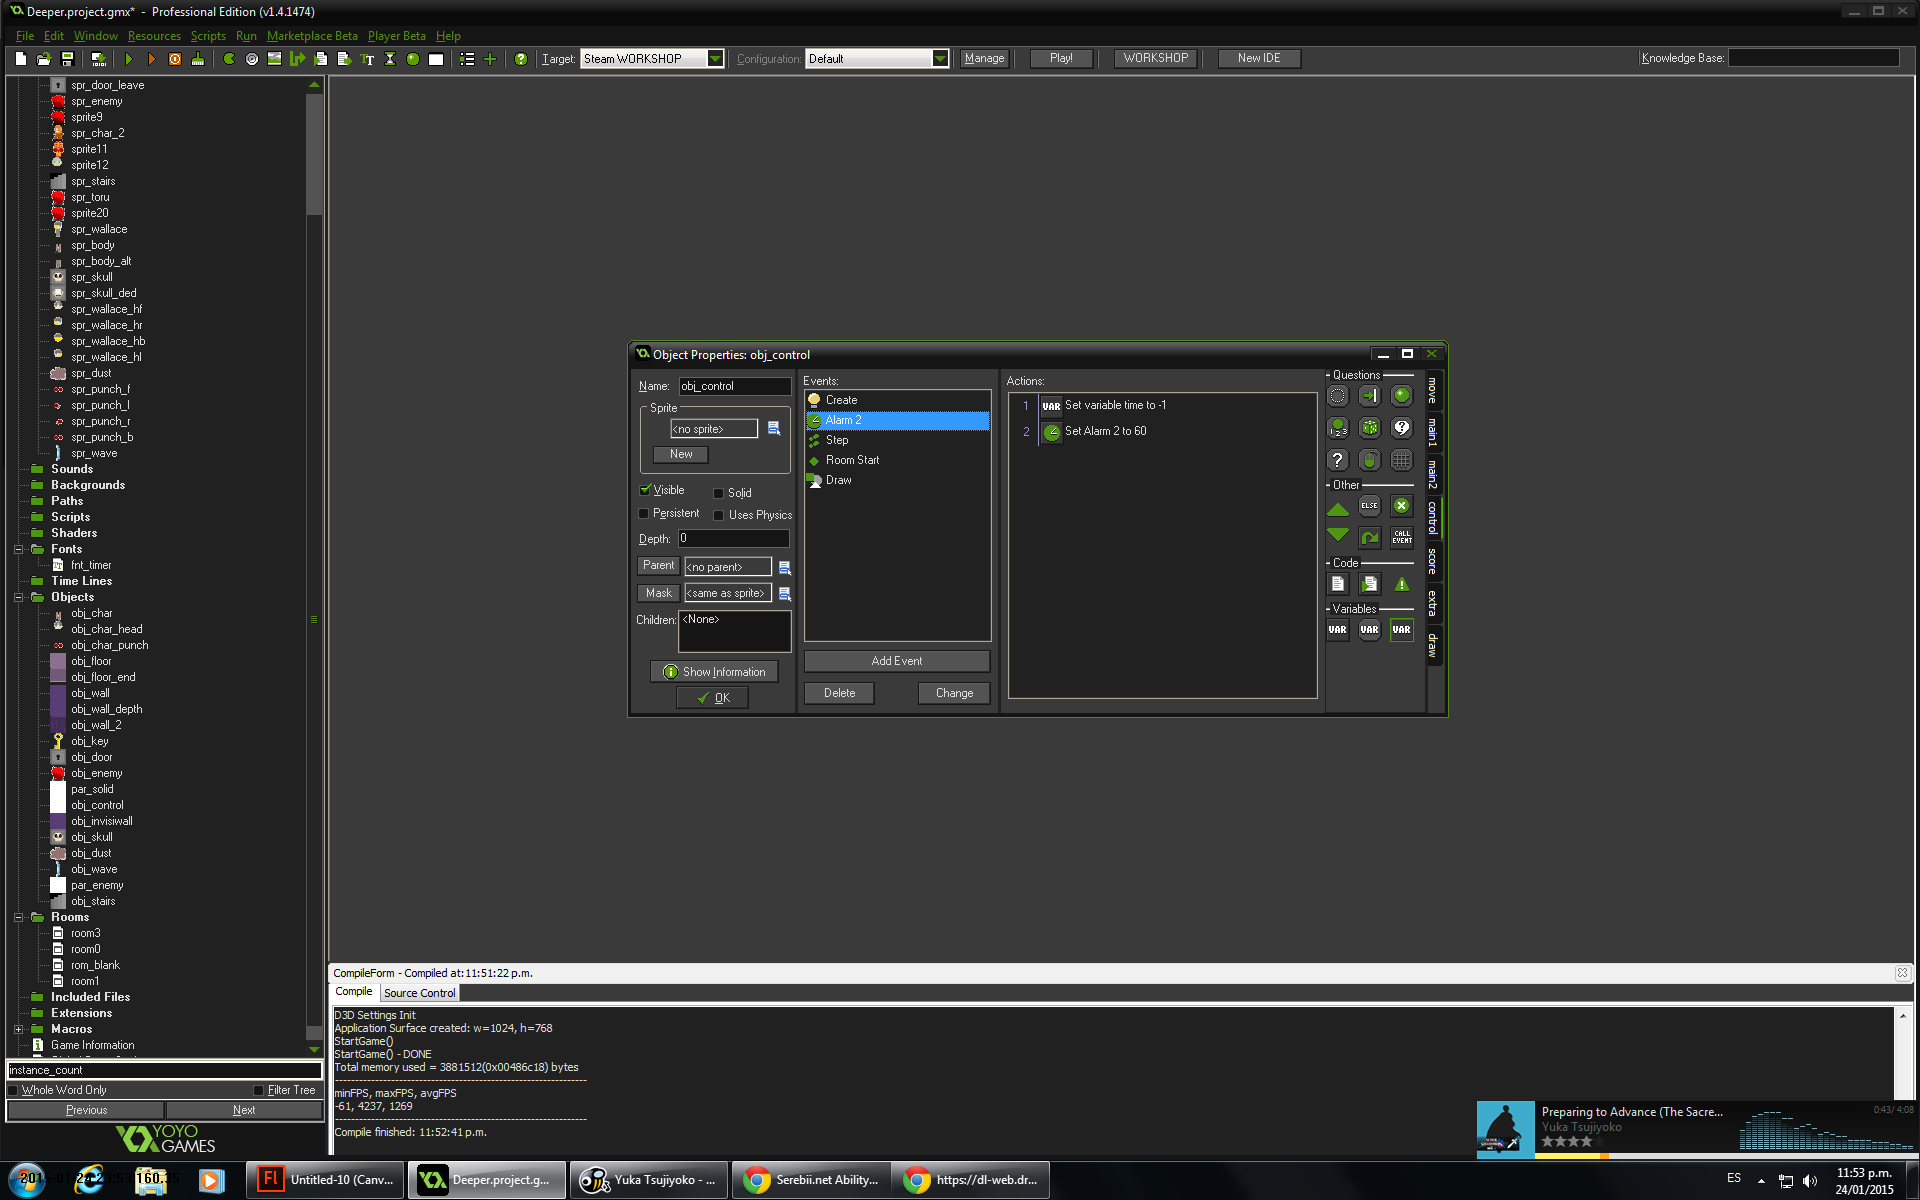 Deeper.project.gmx* - Professional Edition (v1.4.1474)
File Edit Window Resources Scripts Run Marketplace Beta Player Beta Help
Target: Steam WORKSHOP Configuration: Default Manage Play! WORKSHOP New IDE Knowledge Base:
spr_door_leave
spr_enemy
sprite9
spr_char_2
sprite11
sprite12
spr_stairs
spr_toru
sprite20
spr_wallace
spr_body
spr_body_alt
spr_skull
spr_skull_ded
spr_wallace_hf
spr_wallace_hr
spr_wallace_hb
spr_wallace_hl
spr_dust
spr_punch_f
spr_punch_l
spr_punch_r
spr_punch_b
spr_wave
Sounds
Backgrounds
Paths
Scripts
Shaders
Fonts
fnt_timer
Time Lines
Objects
obj_char
obj_char_head
obj_char_punch
obj_floor
obj_floor_end
obj_wall
obj_wall_depth
obj_wall_2
obj_key
obj_door
obj_enemy
par_solid
obj_control
obj_invisiwall
obj_skull
obj_dust
obj_wave
par_enemy
obj_stairs
Rooms
room3
room0
rom_blank
room1
Included Files
Extensions
Macros
Game Information
instance_count
Whole Word Only Filter Tree
Previous Next
YOYO
GAMES
Object Properties: obj_control
Name: obj_control
Sprite
<no sprite>
New
Visible Solid
Persistent Uses Physics
Depth: 0
Parent <no parent>
Mask <same as sprite>
Children: <None>
Show Information
OK
Events:
Create
Alarm 2
Step
Room Start
Draw
Add Event
Delete Change
Actions:
1 VAR Set variable time to -1
2 Set Alarm 2 to 60
Questions
1 2 3
?
?
Other
ELSE
CALL EVENT
Code
Variables
VAR VAR VAR
move
main1
main2
control
score
extra
draw
CompileForm - Compiled at: 11:51:22 p.m.
Compile Source Control
D3D Settings Init
Application Surface created: w=1024, h=768
StartGame()
StartGame() - DONE
Total memory used = 3881512(0x00486c18) bytes
minFPS, maxFPS, avgFPS
-61, 4237, 1269
Compile finished: 11:52:41 p.m.
Preparing to Advance (The Sacre... 0:43/ 4:08
Yuka Tsujiyoko
Fl Untitled-10 (Canv... Deeper.project.g... Yuka Tsujiyoko - ... Serebii.net Ability... https://dl-web.dr...
ES 11:53 p.m.
24/01/2015